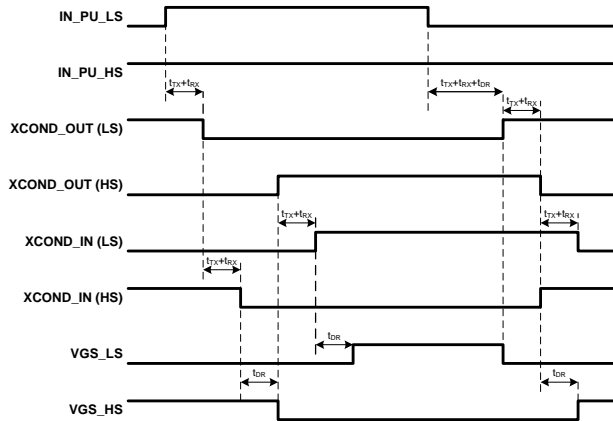 IN_PU_LS
IN_PU_HS
tTX+tRX
tTX+tRX+tDR
tTX+tRX
XCOND_OUT (LS)
XCOND_OUT (HS)
tTX+tRX
tTX+tRX
XCOND_IN (LS)
tTX+tRX
XCOND_IN (HS)
tDR
VGS_LS
tDR
tDR
VGS_HS